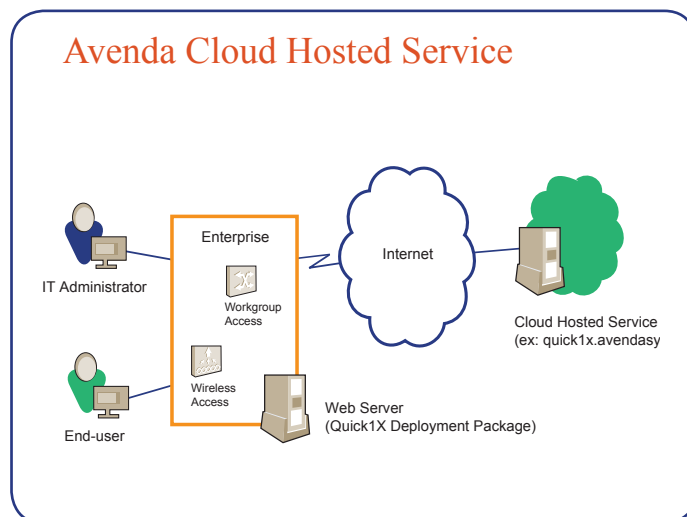 Avenda Cloud Hosted Service
Enterprise
Internet
IT Administrator
Workgroup
Access
Cloud Hosted Service
(ex: quick1x.avendasy
Wireless
Access
Web Server
(Quick1X Deployment Package)
End-user